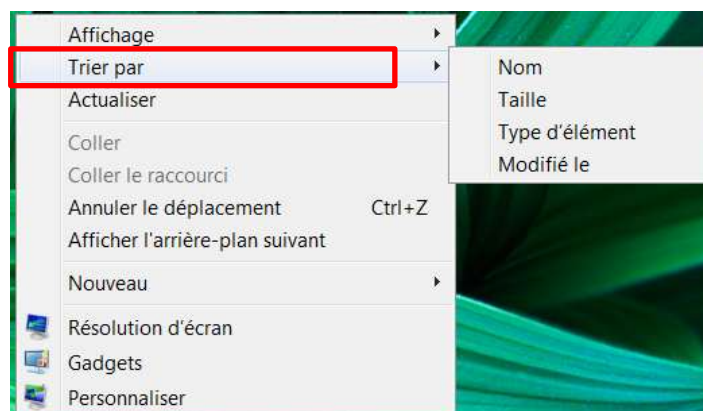 Affichage
Trier par
Actualiser
Coller
Coller le raccourci
Annuler le déplacement Ctrl+Z
Afficher l'arrière-plan suivant
Nouveau
Résolution d'écran
Gadgets
Personnaliser
Nom
Taille
Type d'élément
Modifié le